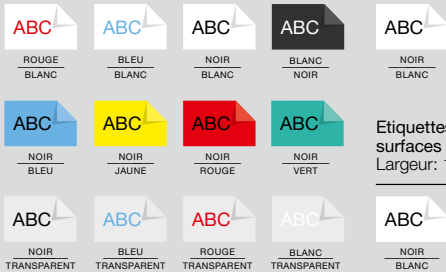 ABC ABC ABC ABC ABC
ROUGE BLEU NOIR BLANC NOIR
BLANC BLANC BLANC NOIR BLANC
ABC ABC ABC ABC
NOIR NOIR NOIR NOIR
BLEU JAUNE ROUGE VERT
Etiquettes
surfaces
Largeur:
ABC ABC ABC ABC ABC
NOIR BLEU ROUGE BLANC NOIR
TRANSPARENT TRANSPARENT TRANSPARENT TRANSPARENT BLANC